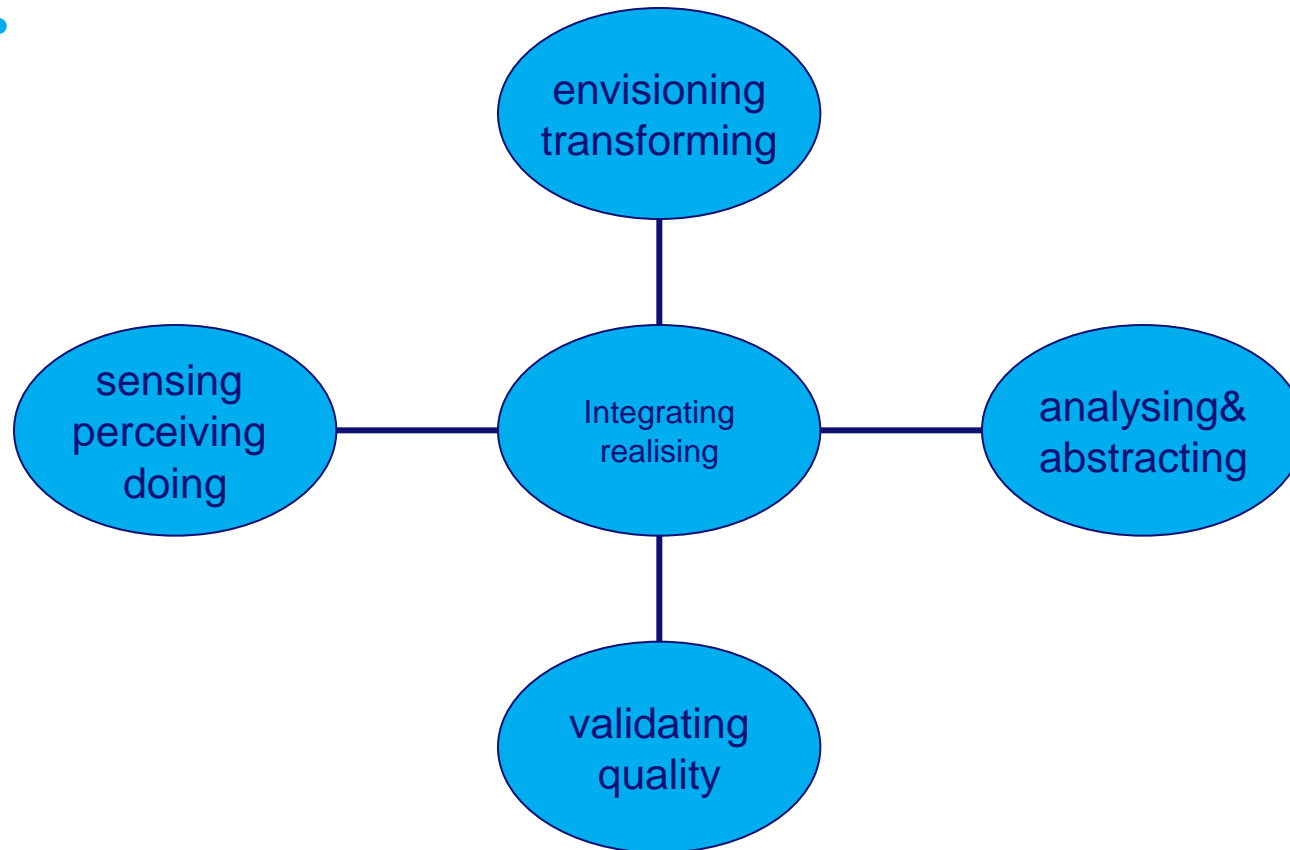 envisioning
transforming
sensing
perceiving
doing
Integrating
realising
analysing&
abstracting
validating
quality